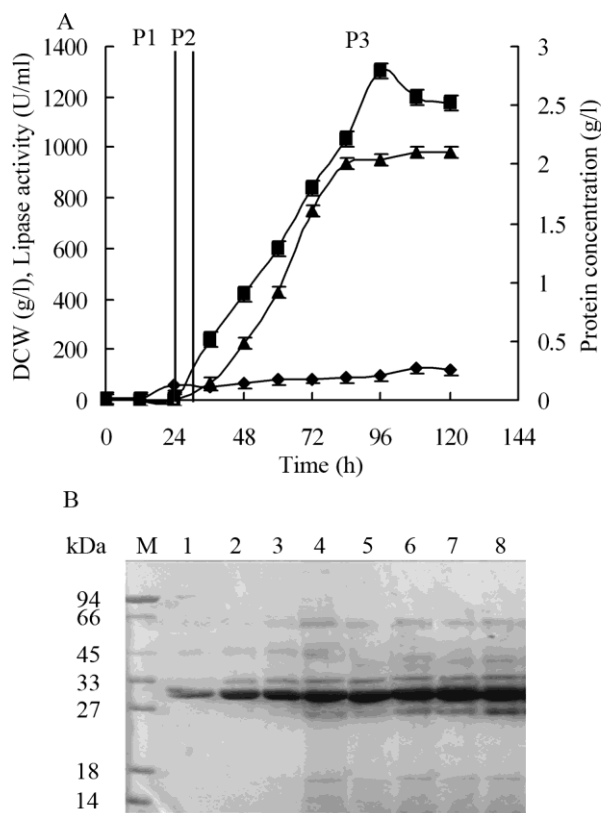 A
P1 P2 P3
1400
1200
1000
800
600
400
200
0
DCW (g/l), Lipase activity (U/ml)
3
2.5
2
1.5
1
0.5
0
Protein concentration (g/l)
0 24 48 72 96 120 144
Time (h)
B
kDa M 1 2 3 4 5 6 7 8
94
66
45
33
27
18
14